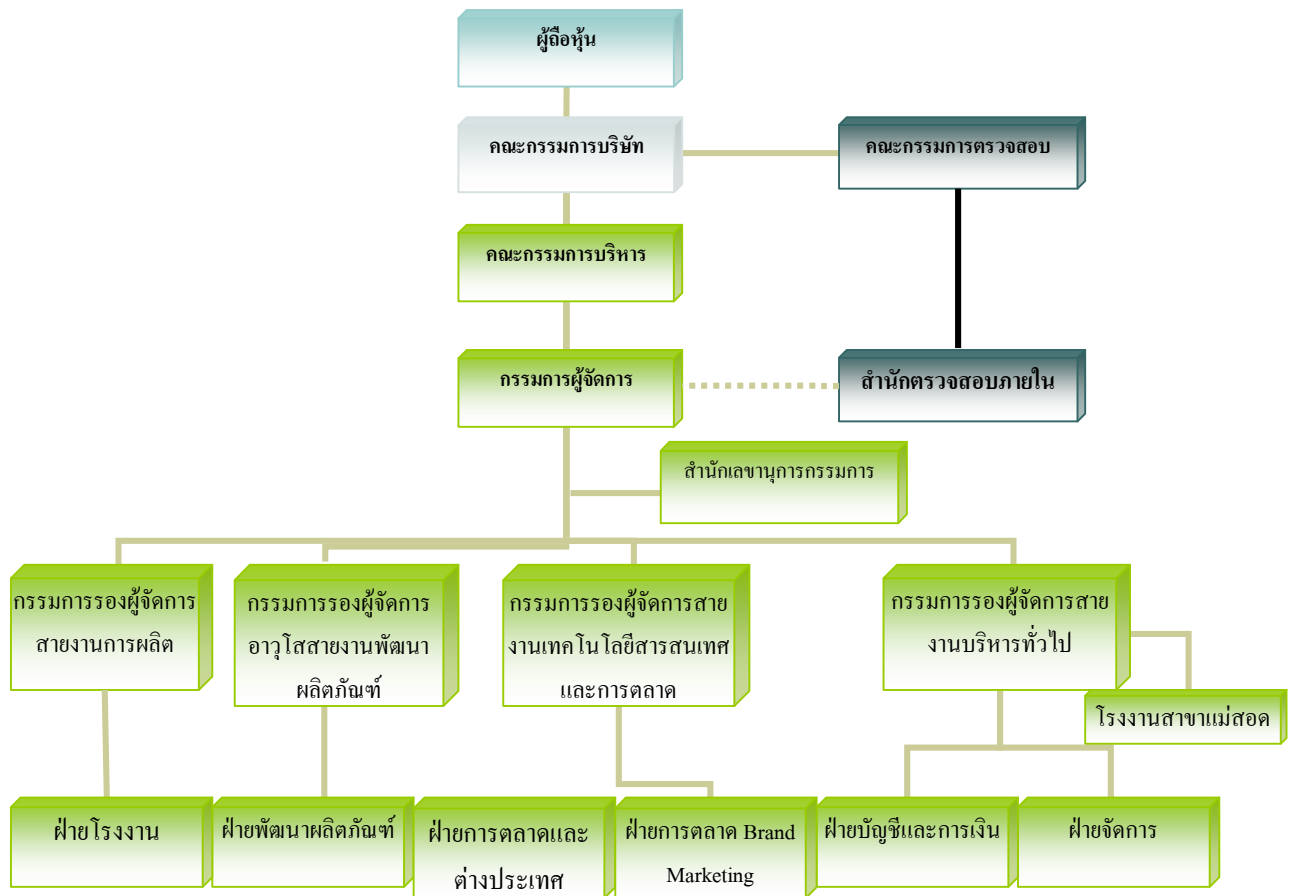 ผู้ถือหุ้น
คณะกรรมการบริษัท
คณะกรรมการตรวจสอบ
คณะกรรมการบริหาร
กรรมการผู้จัดการ
สำนักตรวจสอบภายใน
สำนักเลขานุการกรรมการ
กรรมการรองผู้จัดการ
สายงานการผลิต
กรรมการรองผู้จัดการ
อาวุโสสายงานพัฒนา
ผลิตภัณฑ์
กรรมการรองผู้จัดการสาย
งานเทคโนโลยีสารสนเทศ
และการตลาด
กรรมการรองผู้จัดการสาย
งานบริหารทั่วไป
โรงงานสาขาแม่สอด
ฝ่ายโรงงาน
ฝ่ายพัฒนาผลิตภัณฑ์
ฝ่ายการตลาดและ
ต่างประเทศ
ฝ่ายการตลาด Brand
Marketing
ฝ่ายบัญชีและการเงิน
ฝ่ายจัดการ